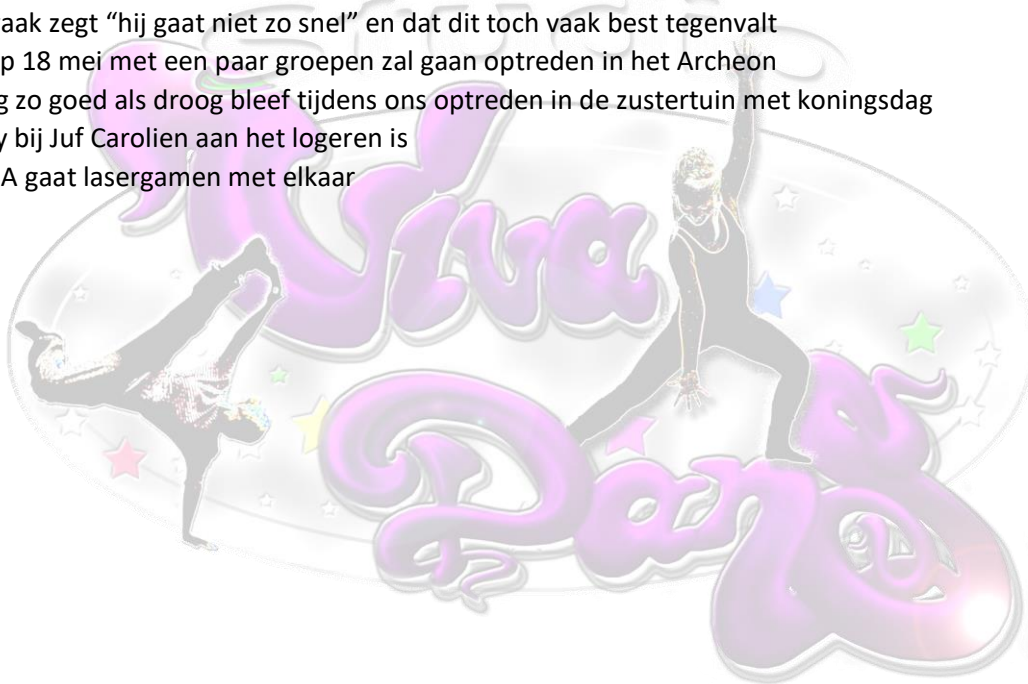 aak zegt “hij gaat niet zo snel” en dat dit toch vaak best tegenvalt
p 18 mei met een paar groepen zal gaan optreden in het Archeon
g zo goed als droog bleef tijdens ons optreden in de zustertuin met koningsdag
y bij Juf Carolien aan het logeren is
A gaat lasergamen met elkaar
Studio
Viva
Dance